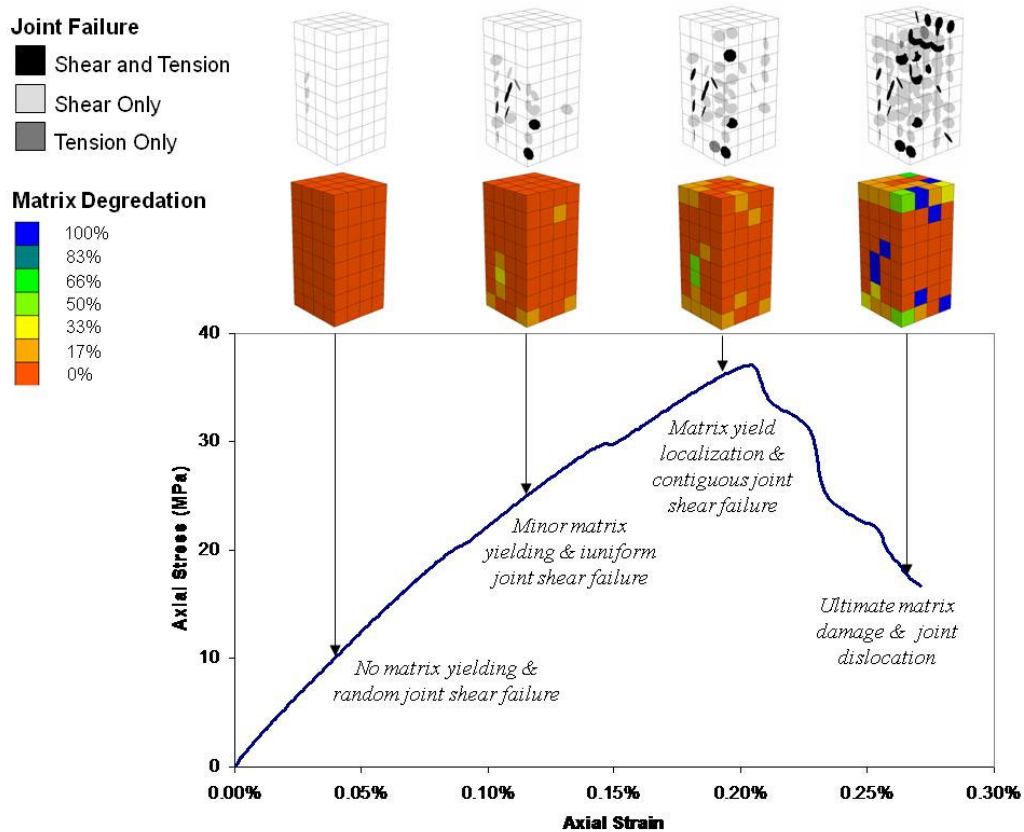 Joint Failure
Shear and Tension
Shear Only
Tension Only
Matrix Degredation
100%
83%
66%
50%
33%
17%
0%
40
30
20
10
0
Axial Stress (MPa)
Matrix yield
localization &
contiguous joint
shear failure
Minor matrix
yielding & iuniform
joint shear failure
Ultimate matrix
damage & joint
dislocation
No matrix yielding &
random joint shear failure
0.00%
0.05%
0.10%
0.15%
0.20%
0.25%
0.30%
Axial Strain